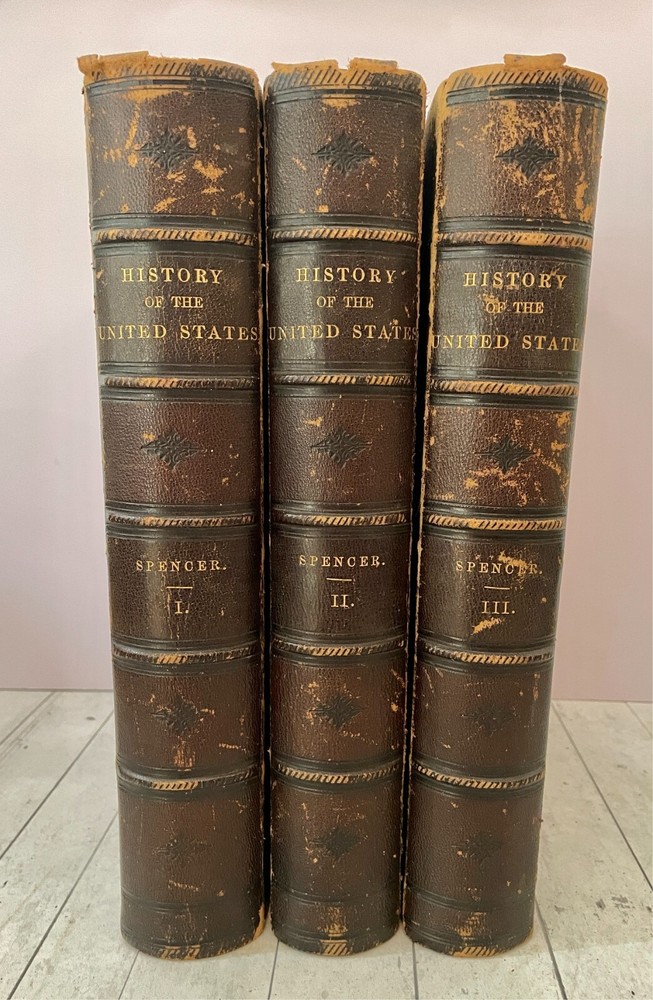 HISTORY
OF THE
UNITED STATES
SPENCER.
I.
HISTORY
OF THE
UNITED STATES
SPENCER.
II.
HISTORY
OF THE
UNITED STATE
SPENCER.
III.